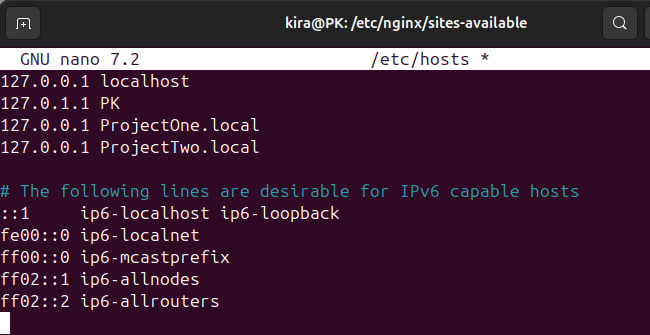 kira@PK: /etc/nginx/sites-available
GNU nano 7.2 /etc/hosts *
127.0.0.1 localhost
127.0.1.1 PK
127.0.0.1 ProjectOne.local
127.0.0.1 ProjectTwo.local
# The following lines are desirable for IPv6 capable hosts
::1 ip6-localhost ip6-loopback
fe00::0 ip6-localnet
ff00::0 ip6-mcastprefix
ff02::1 ip6-allnodes
ff02::2 ip6-allrouters